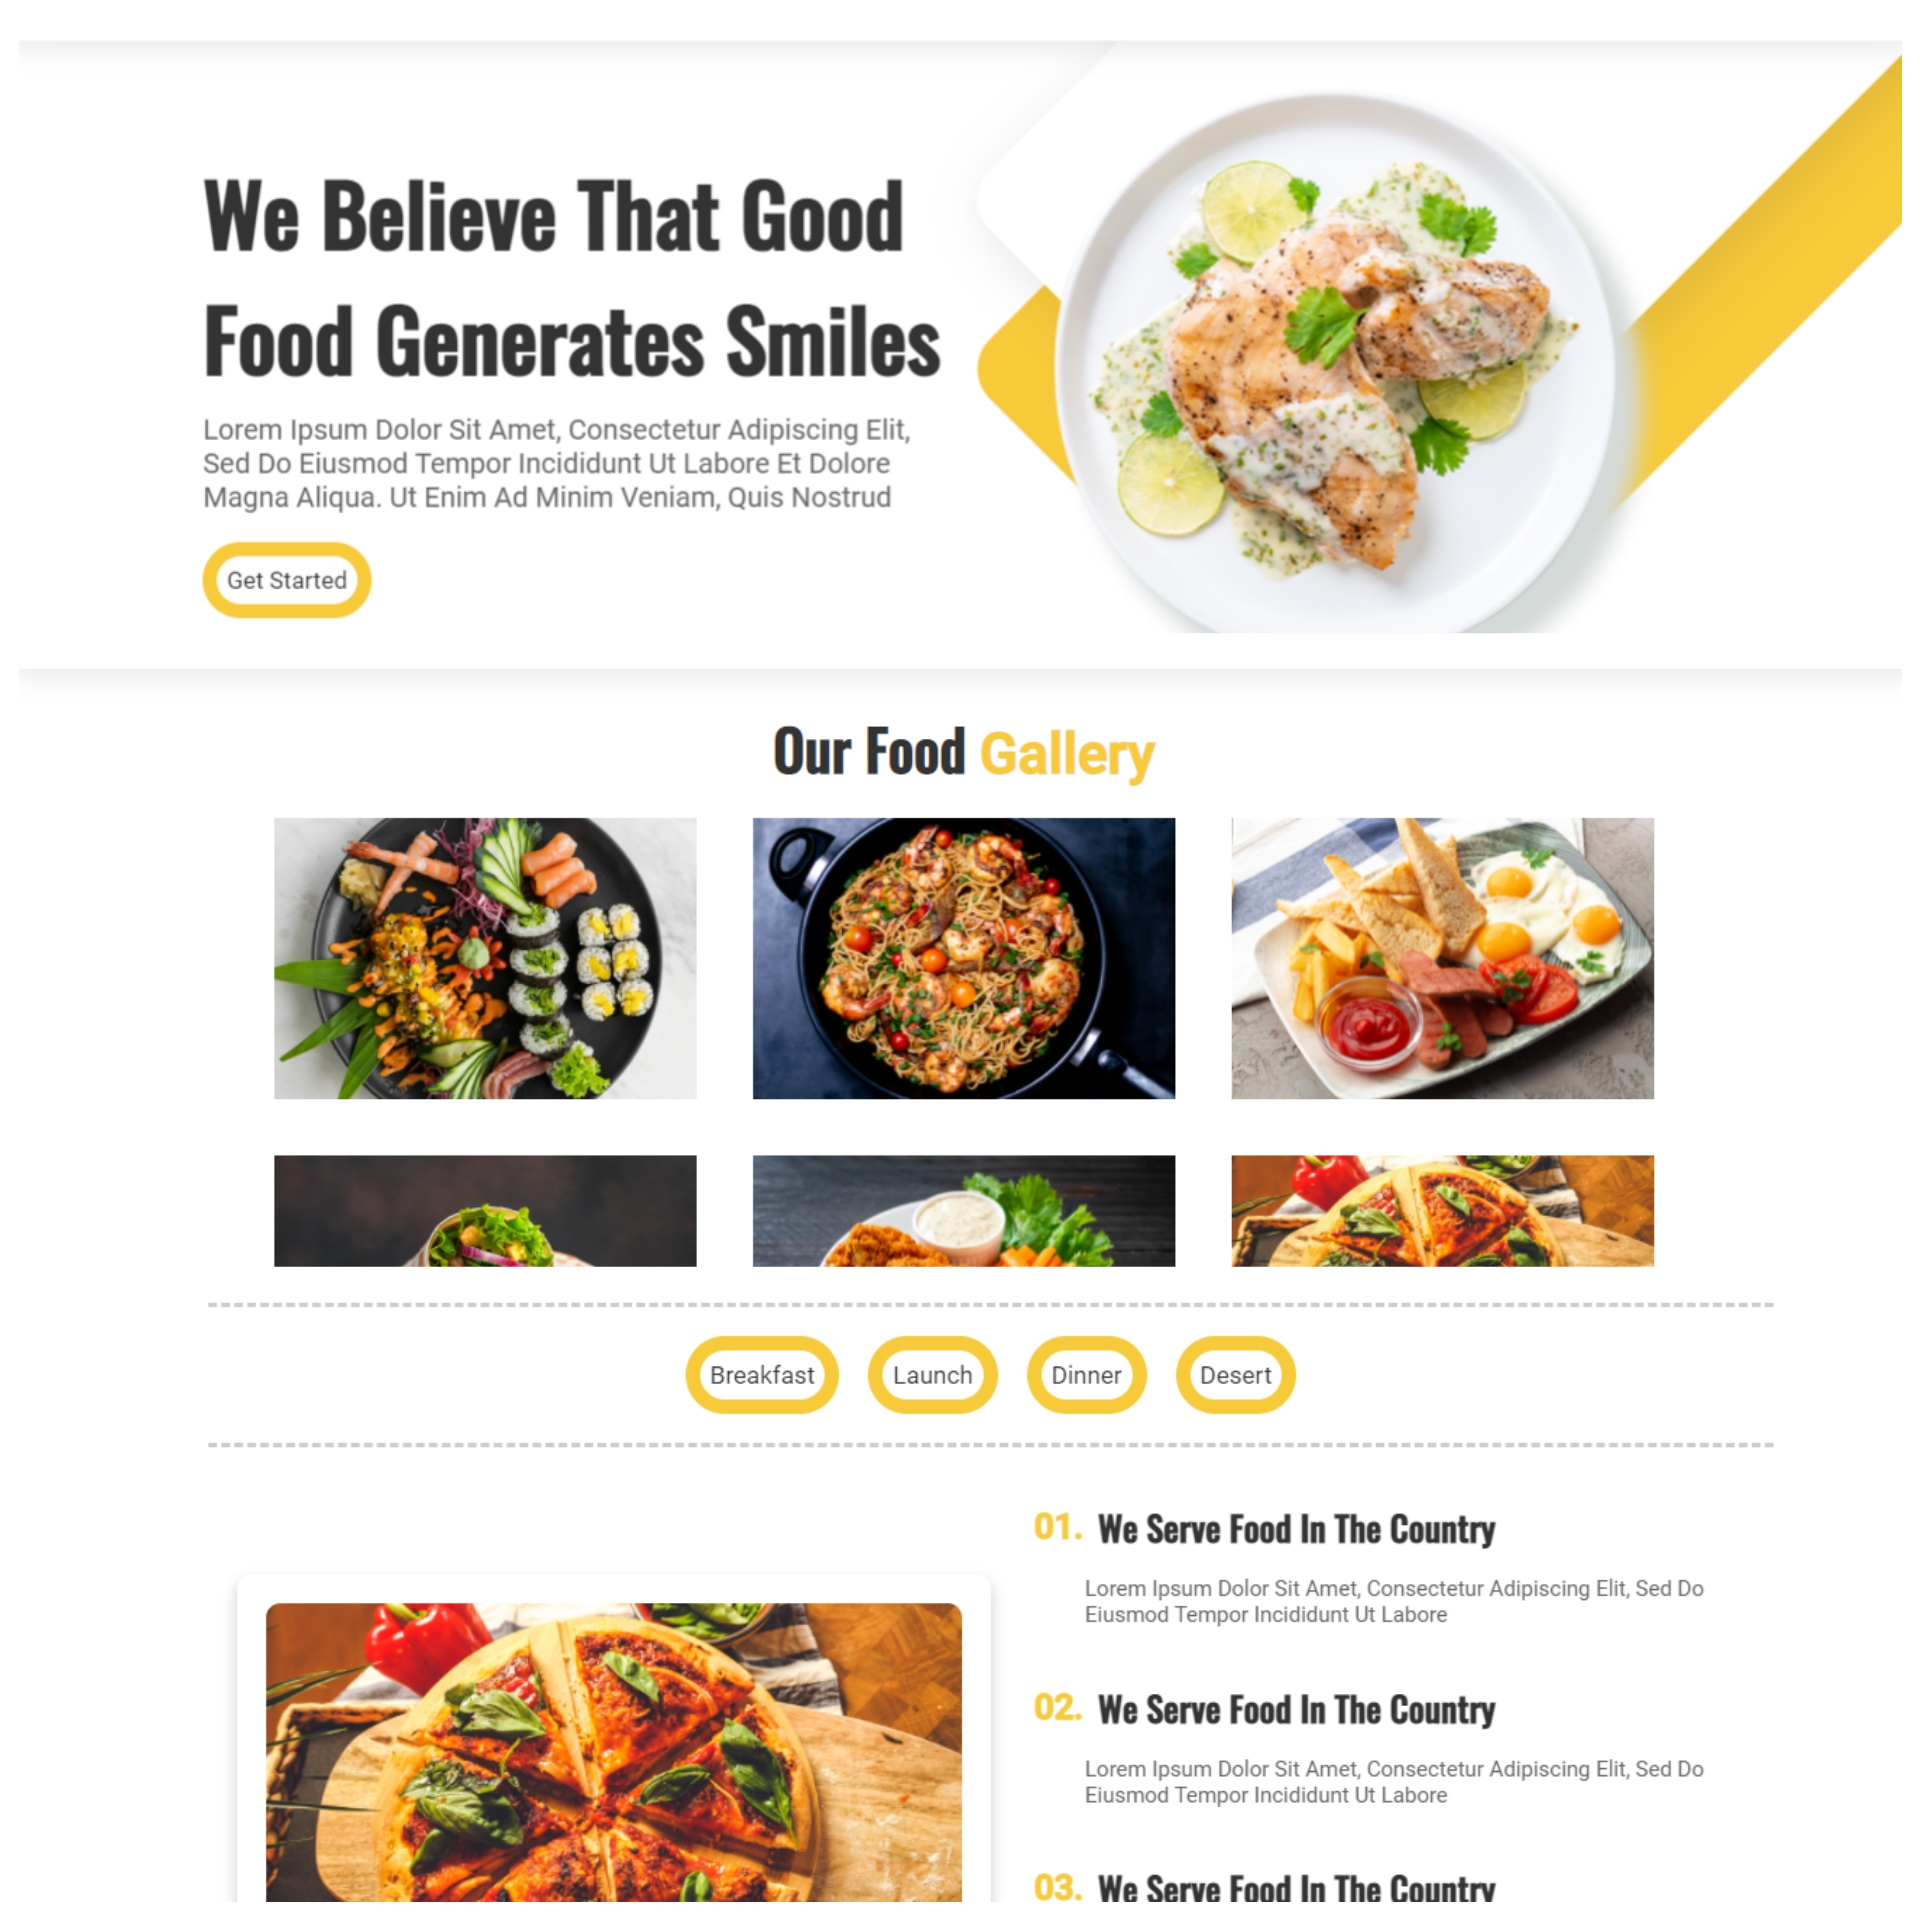 We Believe That Good
Food Generates Smiles
Lorem Ipsum Dolor Sit Amet, Consectetur Adipiscing Elit,
Sed Do Eiusmod Tempor Incididunt Ut Labore Et Dolore
Magna Aliqua. Ut Enim Ad Minim Veniam, Quis Nostrud
Get Started
Our Food Gallery
Breakfast Launch Dinner Desert
01. We Serve Food In The Country
Lorem Ipsum Dolor Sit Amet, Consectetur Adipiscing Elit, Sed Do
Eiusmod Tempor Incididunt Ut Labore
02. We Serve Food In The Country
Lorem Ipsum Dolor Sit Amet, Consectetur Adipiscing Elit, Sed Do
Eiusmod Tempor Incididunt Ut Labore
03. We Serve Food In The Country